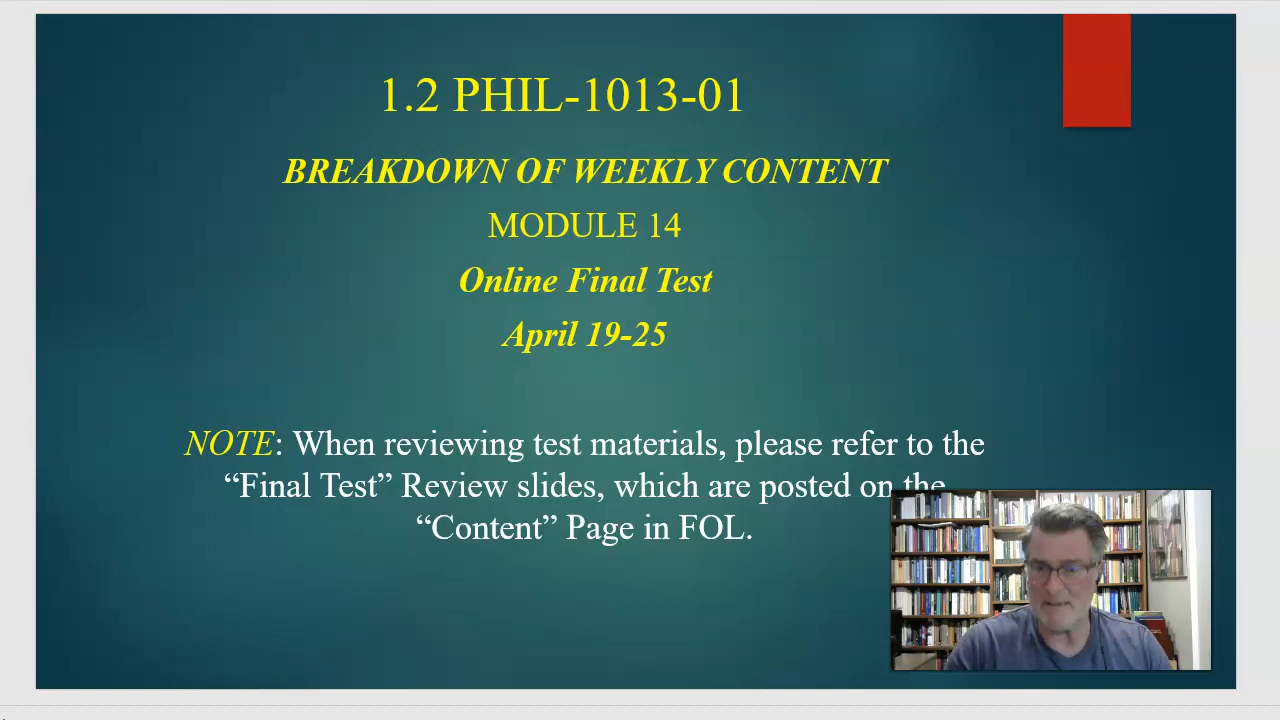 1.2 PHIL-1013-01
BREAKDOWN OF WEEKLY CONTENT
MODULE 14
Online Final Test
April 19-25
NOTE: When reviewing test materials, please refer to the
“Final Test” Review slides, which are posted on the
“Content” Page in FOL.